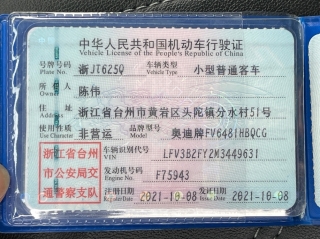 中华人民共和国机动车行驶证
Vehicle License of the People's Republic of China
号牌号码 浙JT625Q 车辆类型 小型普通客车
Plate No. Vehicle Type
所有人 陈伟
Owner
住址 浙江省台州市黄岩区头陀镇分水村51号
Address
使用性质 非营运 品牌型号 奥迪牌FV6481HBQCG
Use Character Model
浙江省台州市公安局交通警察支队
车辆识别代号 LFV3B2FY2M3449631
VIN
发动机号码 F75943
Engine No.
注册日期 2021-10-08 发证日期 2021-10-08
Register Date Issue Date